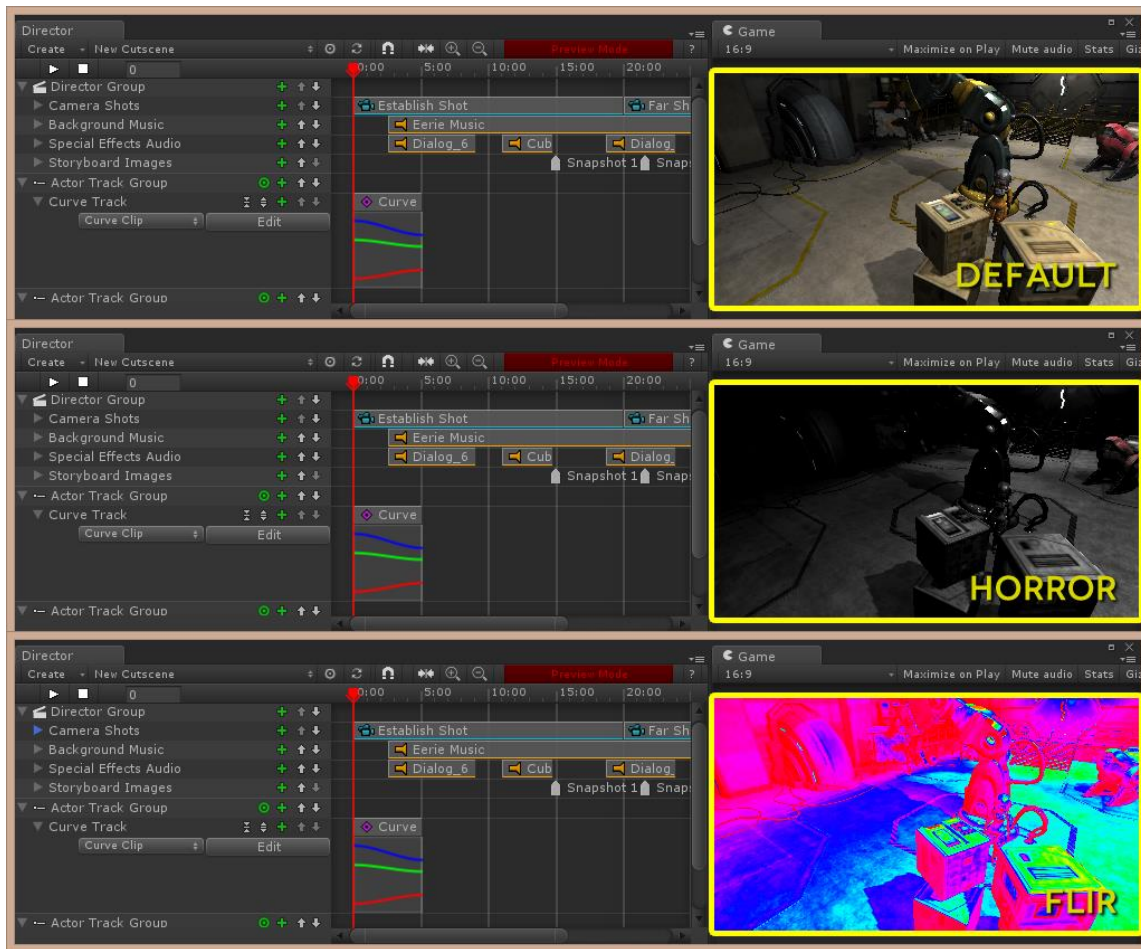 Director
Game
Create New Cutscene Preview Mode ?
16:9 Maximize on Play Mute audio Stats Giz
0 0:00 5:00 10:00 15:00 20:00
Director Group
Camera Shots Establish Shot Far Sh
Background Music Eerie Music
Special Effects Audio Dialog_6 Cub Dialog_
Storyboard Images Snapshot 1 Snaps
Actor Track Group
Curve Track Curve
Curve Clip Edit
DEFAULT
Actor Track Group
Director
Game
Create New Cutscene Preview Mode ?
16:9 Maximize on Play Mute audio Stats Giz
0 0:00 5:00 10:00 15:00 20:00
Director Group
Camera Shots Establish Shot Far Sh
Background Music Eerie Music
Special Effects Audio Dialog_6 Cub Dialog_
Storyboard Images Snapshot 1 Snaps
Actor Track Group
Curve Track Curve
Curve Clip Edit
HORROR
Actor Track Group
Director
Game
Create New Cutscene Preview Mode ?
16:9 Maximize on Play Mute audio Stats Giz
0 0:00 5:00 10:00 15:00 20:00
Director Group
Camera Shots Establish Shot Far Sh
Background Music Eerie Music
Special Effects Audio Dialog_6 Cub Dialog_
Storyboard Images Snapshot 1 Snaps
Actor Track Group
Curve Track Curve
Curve Clip Edit
FLIR
Actor Track Group